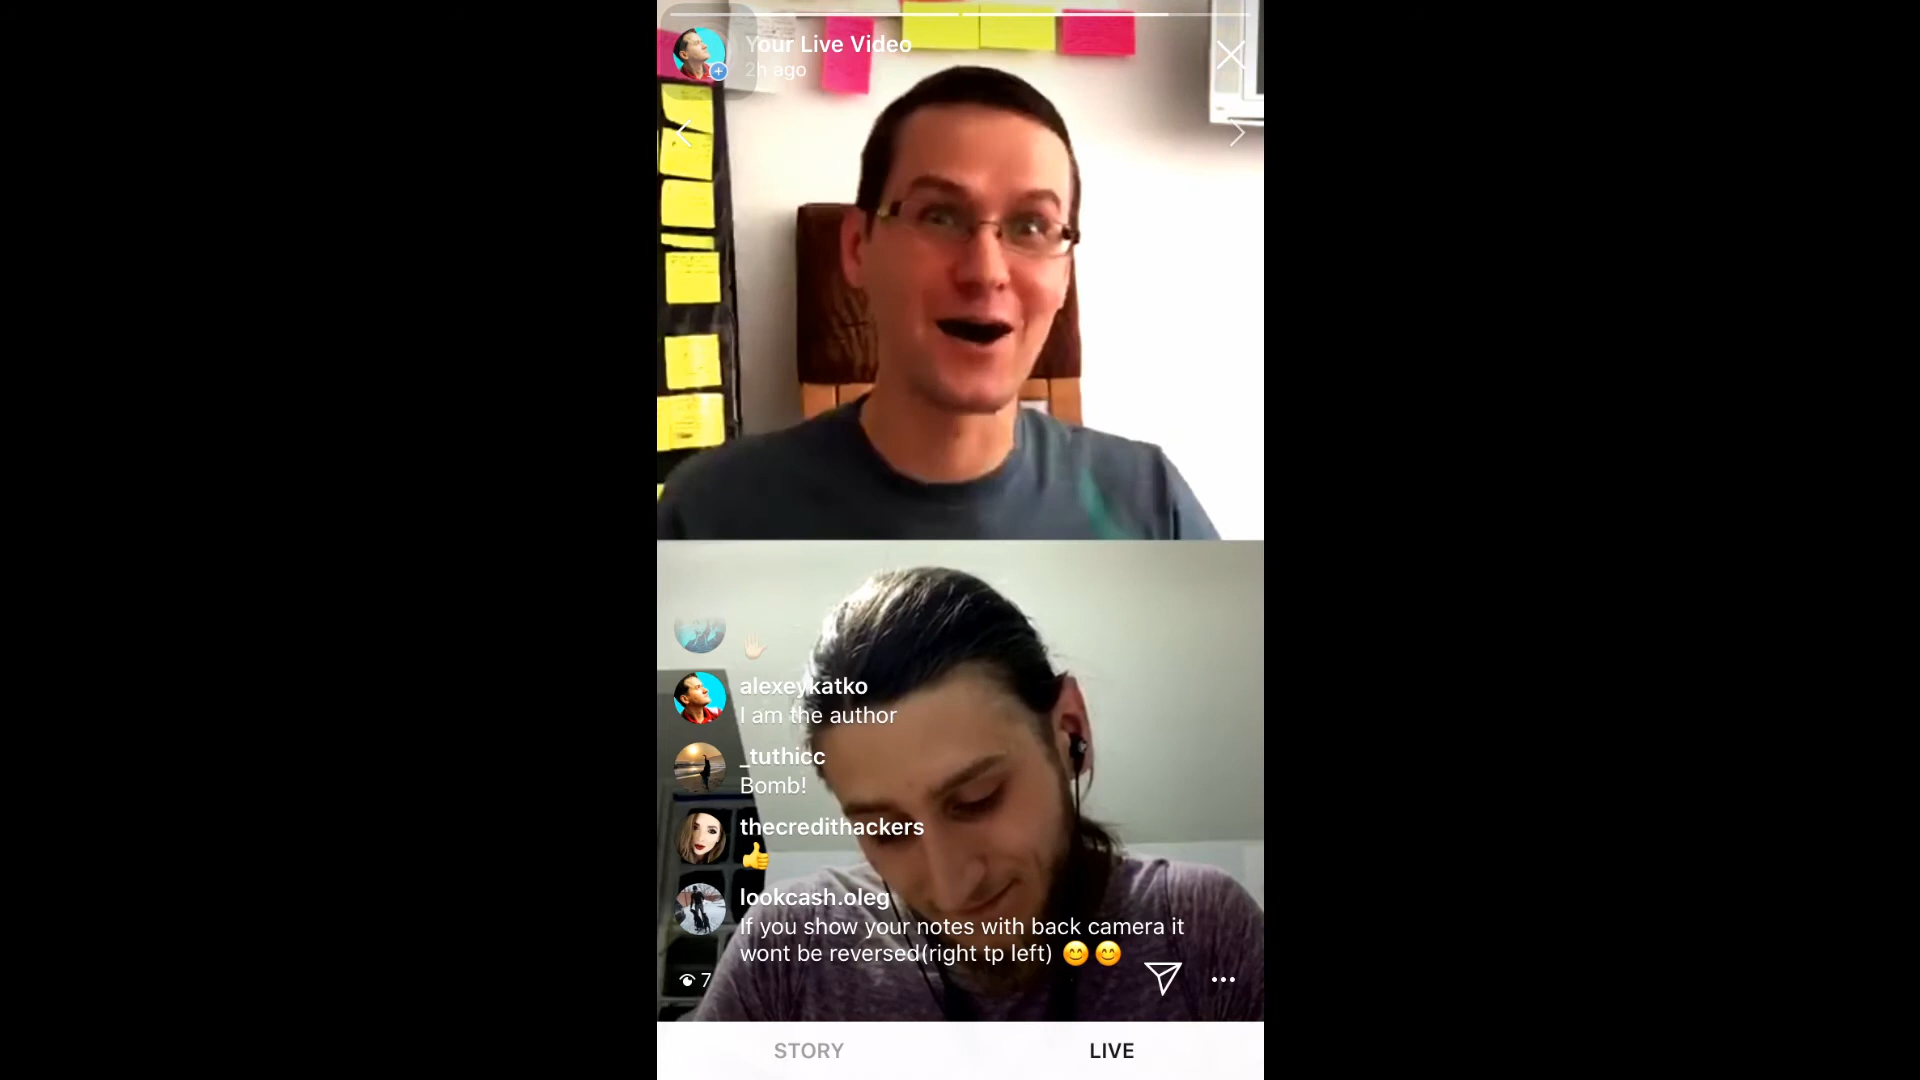 Your Live Video
2h ago
alexeykatko
I am the author
_tuthicc
Bomb!
thecredithackers
👍
lookcash.oleg
If you show your notes with back camera it
wont be reversed(right tp left) 😊 😊
7
STORY
LIVE